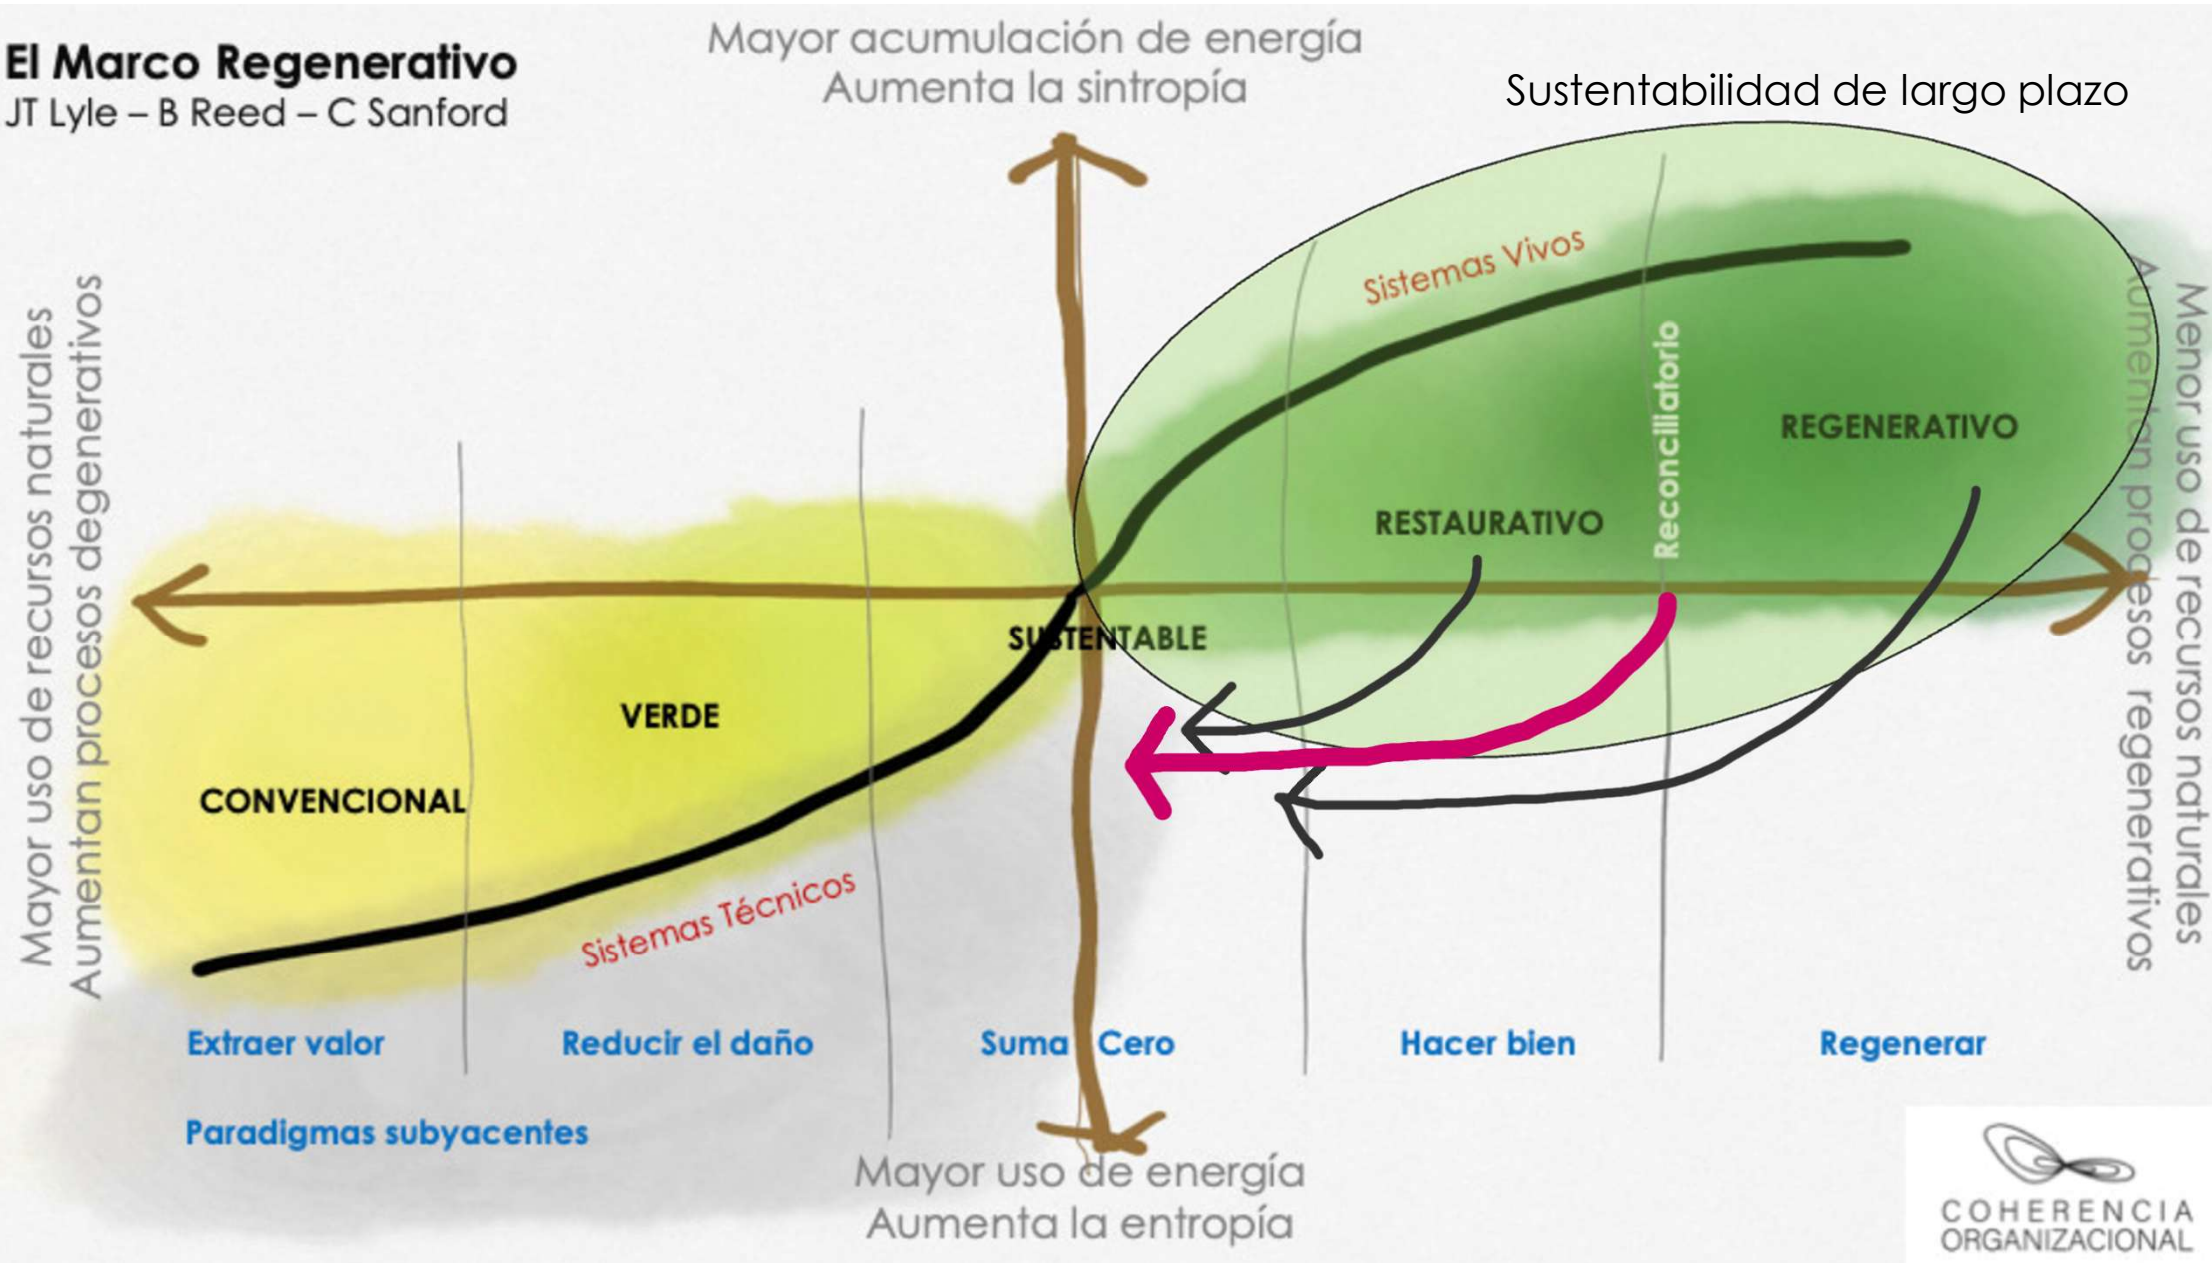 El Marco Regenerativo
JT Lyle – B Reed – C Sanford
Mayor acumulación de energía
Aumenta la sintropía
Sustentabilidad de largo plazo
Mayor uso de recursos naturales
Aumentan procesos degenerativos
Sistemas Vivos
Reconciliatorio
REGENERATIVO
RESTAURATIVO
SUSTENTABLE
VERDE
CONVENCIONAL
Sistemas Técnicos
Menor uso de recursos naturales
Aumentan procesos regenerativos
Extraer valor
Reducir el daño
Suma Cero
Hacer bien
Regenerar
Paradigmas subyacentes
Mayor uso de energía
Aumenta la entropía
COHERENCIA
ORGANIZACIONAL